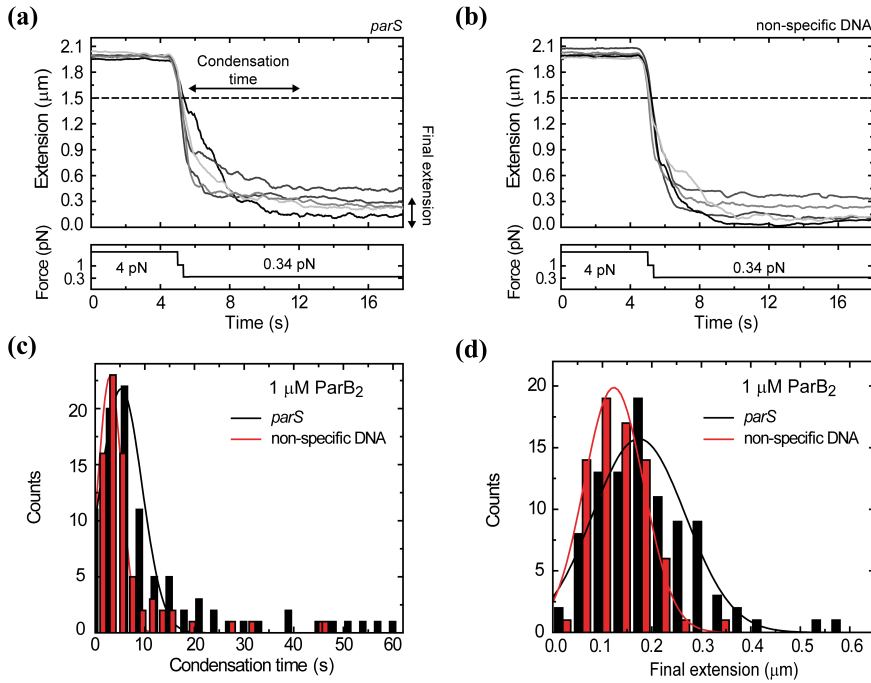 (a)
parS
2.1
1.8
1.5
1.2
0.9
0.6
0.3
0.0
Extension (μm)
Condensation
time
Final extension
Force (pN)
1
0.3
4 pN
0.34 pN
0 4 8 12 16
Time (s)
(b)
non-specific DNA
2.1
1.8
1.5
1.2
0.9
0.6
0.3
0.0
Extension (μm)
Force (pN)
1
0.3
4 pN
0.34 pN
0 4 8 12 16
Time (s)
(c)
20
15
10
5
0
Counts
1 μM ParB2
parS
non-specific DNA
0 10 20 30 40 50 60
Condensation time (s)
(d)
20
15
10
5
0
Counts
1 μM ParB2
parS
non-specific DNA
0.0 0.1 0.2 0.3 0.4 0.5 0.6
Final extension (μm)